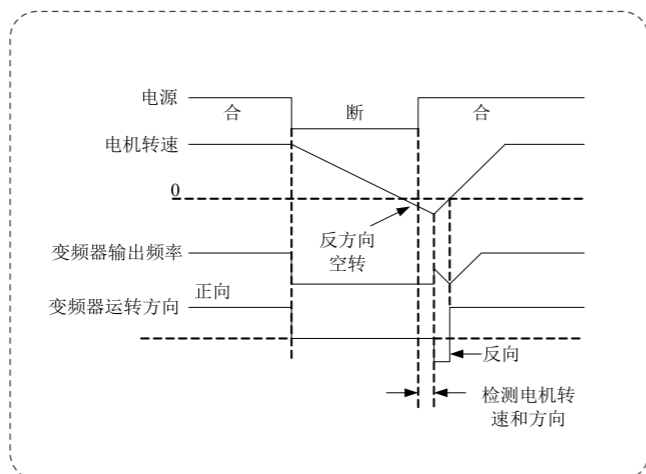 电源
合
断
合
电机转速
0
反方向
空转
变频器输出频率
正向
变频器运转方向
反向
检测电机转
速和方向